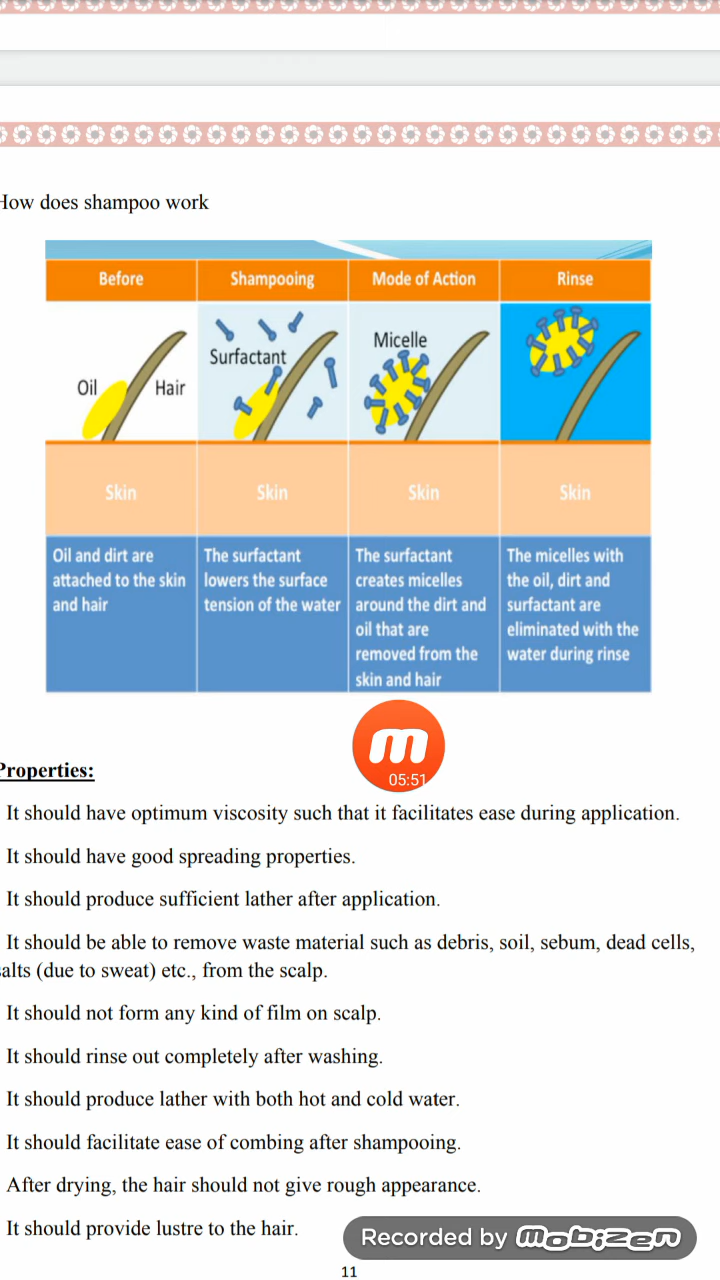 How does shampoo work
Before
Shampooing
Mode of Action
Rinse
Oil
Hair
Surfactant
Micelle
Skin
Skin
Skin
Skin
Oil and dirt are
attached to the skin
and hair
The surfactant
lowers the surface
tension of the water
The surfactant
creates micelles
around the dirt and
oil that are
removed from the
skin and hair
The micelles with
the oil, dirt and
surfactant are
eliminated with the
water during rinse
m
05:51
Properties:
It should have optimum viscosity such that it facilitates ease during application.
It should have good spreading properties.
It should produce sufficient lather after application.
It should be able to remove waste material such as debris, soil, sebum, dead cells,
salts (due to sweat) etc., from the scalp.
It should not form any kind of film on scalp.
It should rinse out completely after washing.
It should produce lather with both hot and cold water.
It should facilitate ease of combing after shampooing.
After drying, the hair should not give rough appearance.
It should provide lustre to the hair.
Recorded by mobizen
11